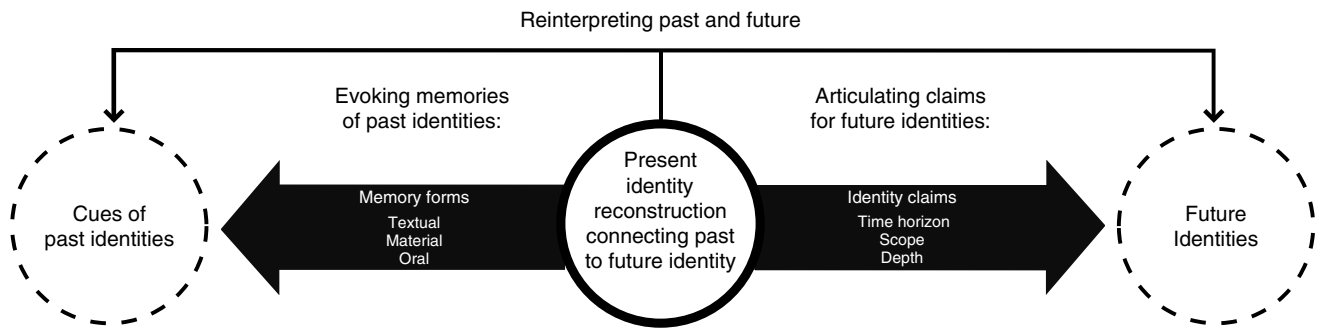 Reinterpreting past and future
Evoking memories
of past identities:
Articulating claims
for future identities:
Cues of
past identities
Memory forms
Textual
Material
Oral
Present
identity
reconstruction
connecting past
to future identity
Identity claims
Time horizon
Scope
Depth
Future
Identities